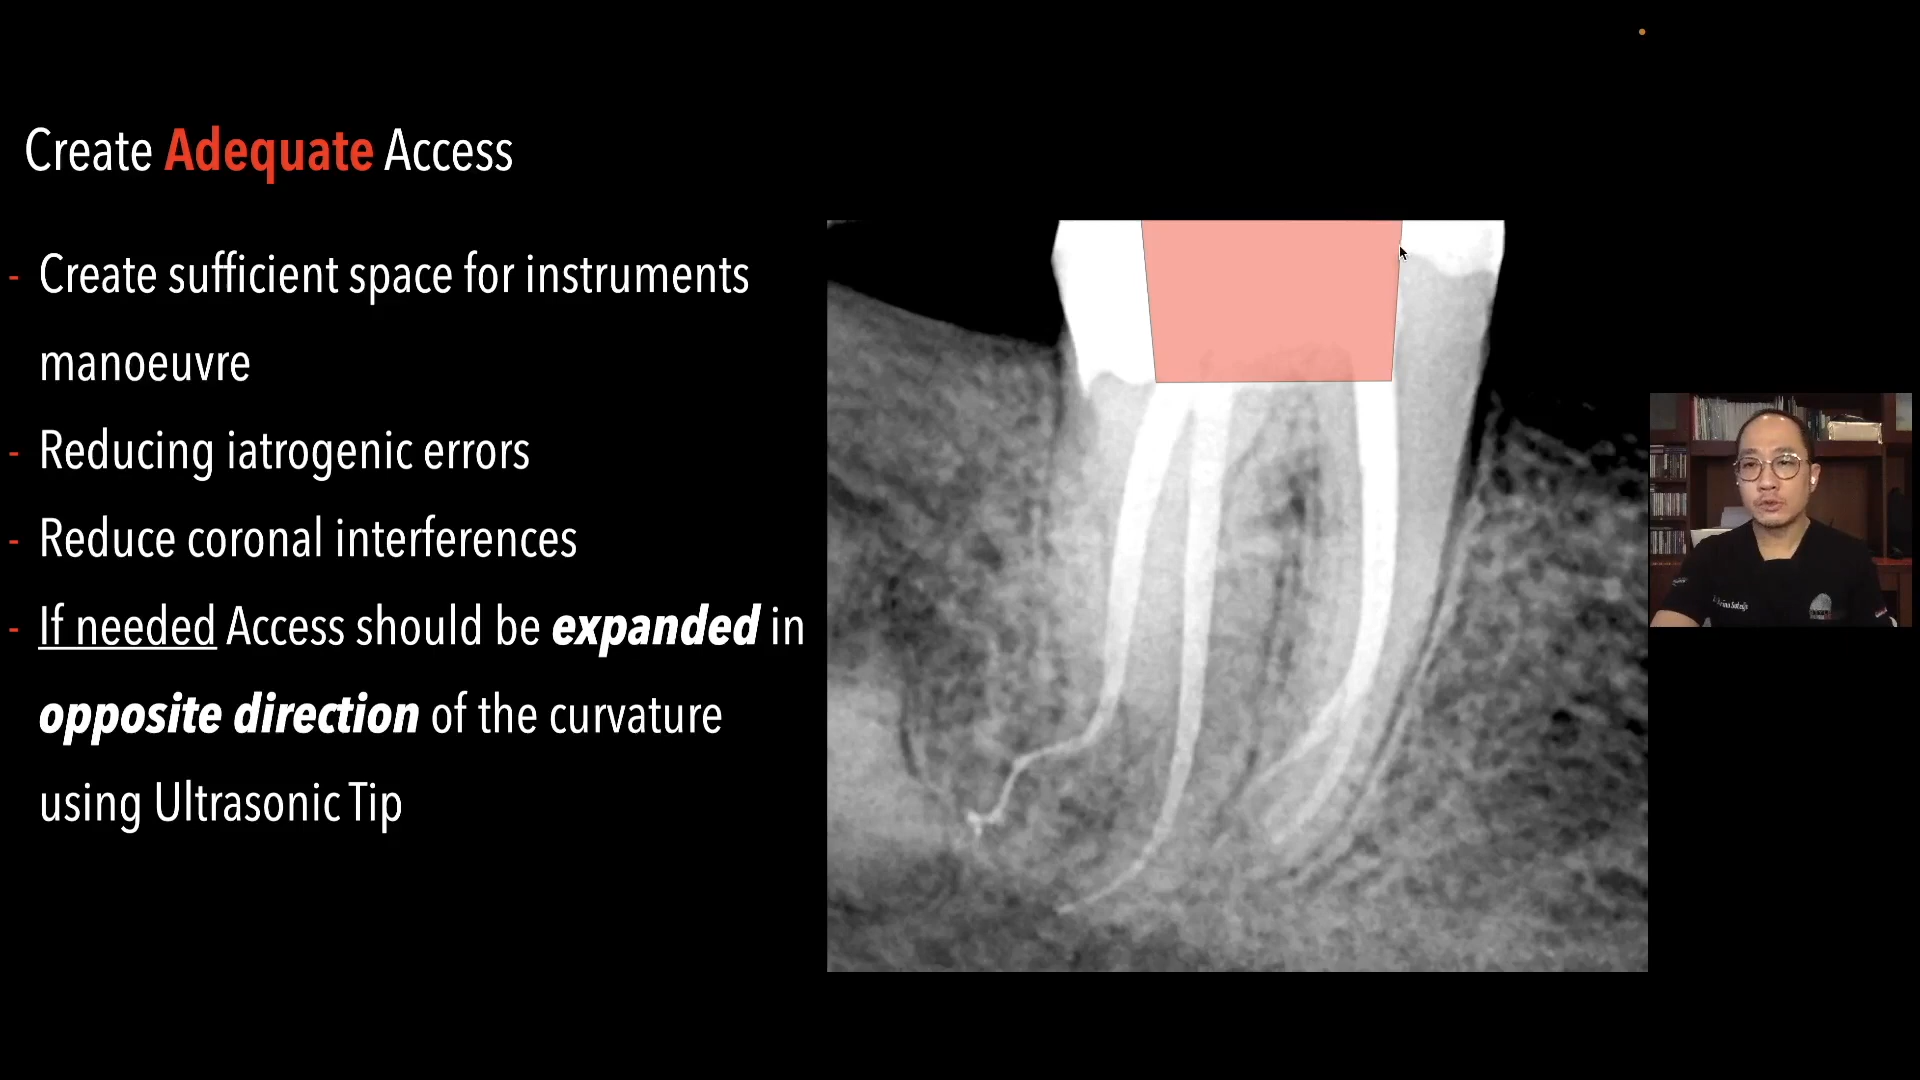 Create Adequate Access
- Create sufficient space for instruments
manoeuvre
- Reducing iatrogenic errors
- Reduce coronal interferences
- If needed Access should be expanded in
opposite direction of the curvature
using Ultrasonic Tip